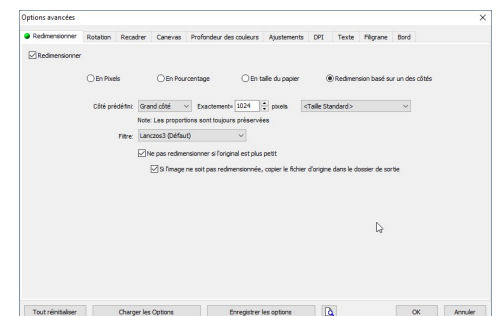 Options avancées
Redimensionner Rotation Recadrer Canevas Profondeur des couleurs Ajustements DPI Texte Filigrane Bord
Redimensionner
En Pixels En Pourcentage En taille du papier Redimension basé sur un des côtés
Côté prédéfini: Grand côté Exactement= 1024 pixels <Taille Standard>
Note: Les proportions sont toujours préservées
Filtre: Lanczos3 (Défaut)
Ne pas redimensionner si l'original est plus petit
Si l'image ne soit pas redimensionnée, copier le fichier d'origine dans le dossier de sortie
Tout réinitialiser Charger les Options Enregistrer les options OK Annuler